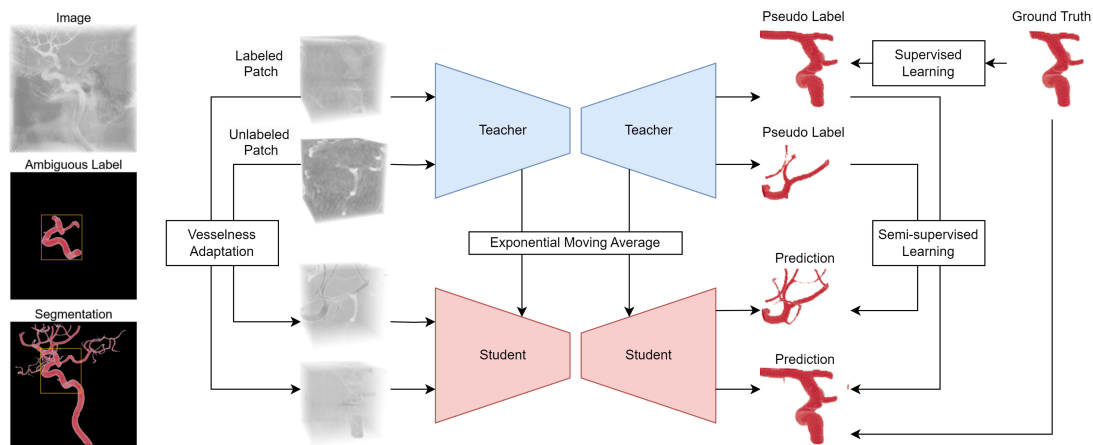 Image
Ambiguous Label
Segmentation
Vesselness
Adaptation
Labeled
Patch
Unlabeled
Patch
Teacher
Teacher
Exponential Moving Average
Student
Student
Pseudo Label
Pseudo Label
Prediction
Prediction
Supervised
Learning
Ground Truth
Semi-supervised
Learning